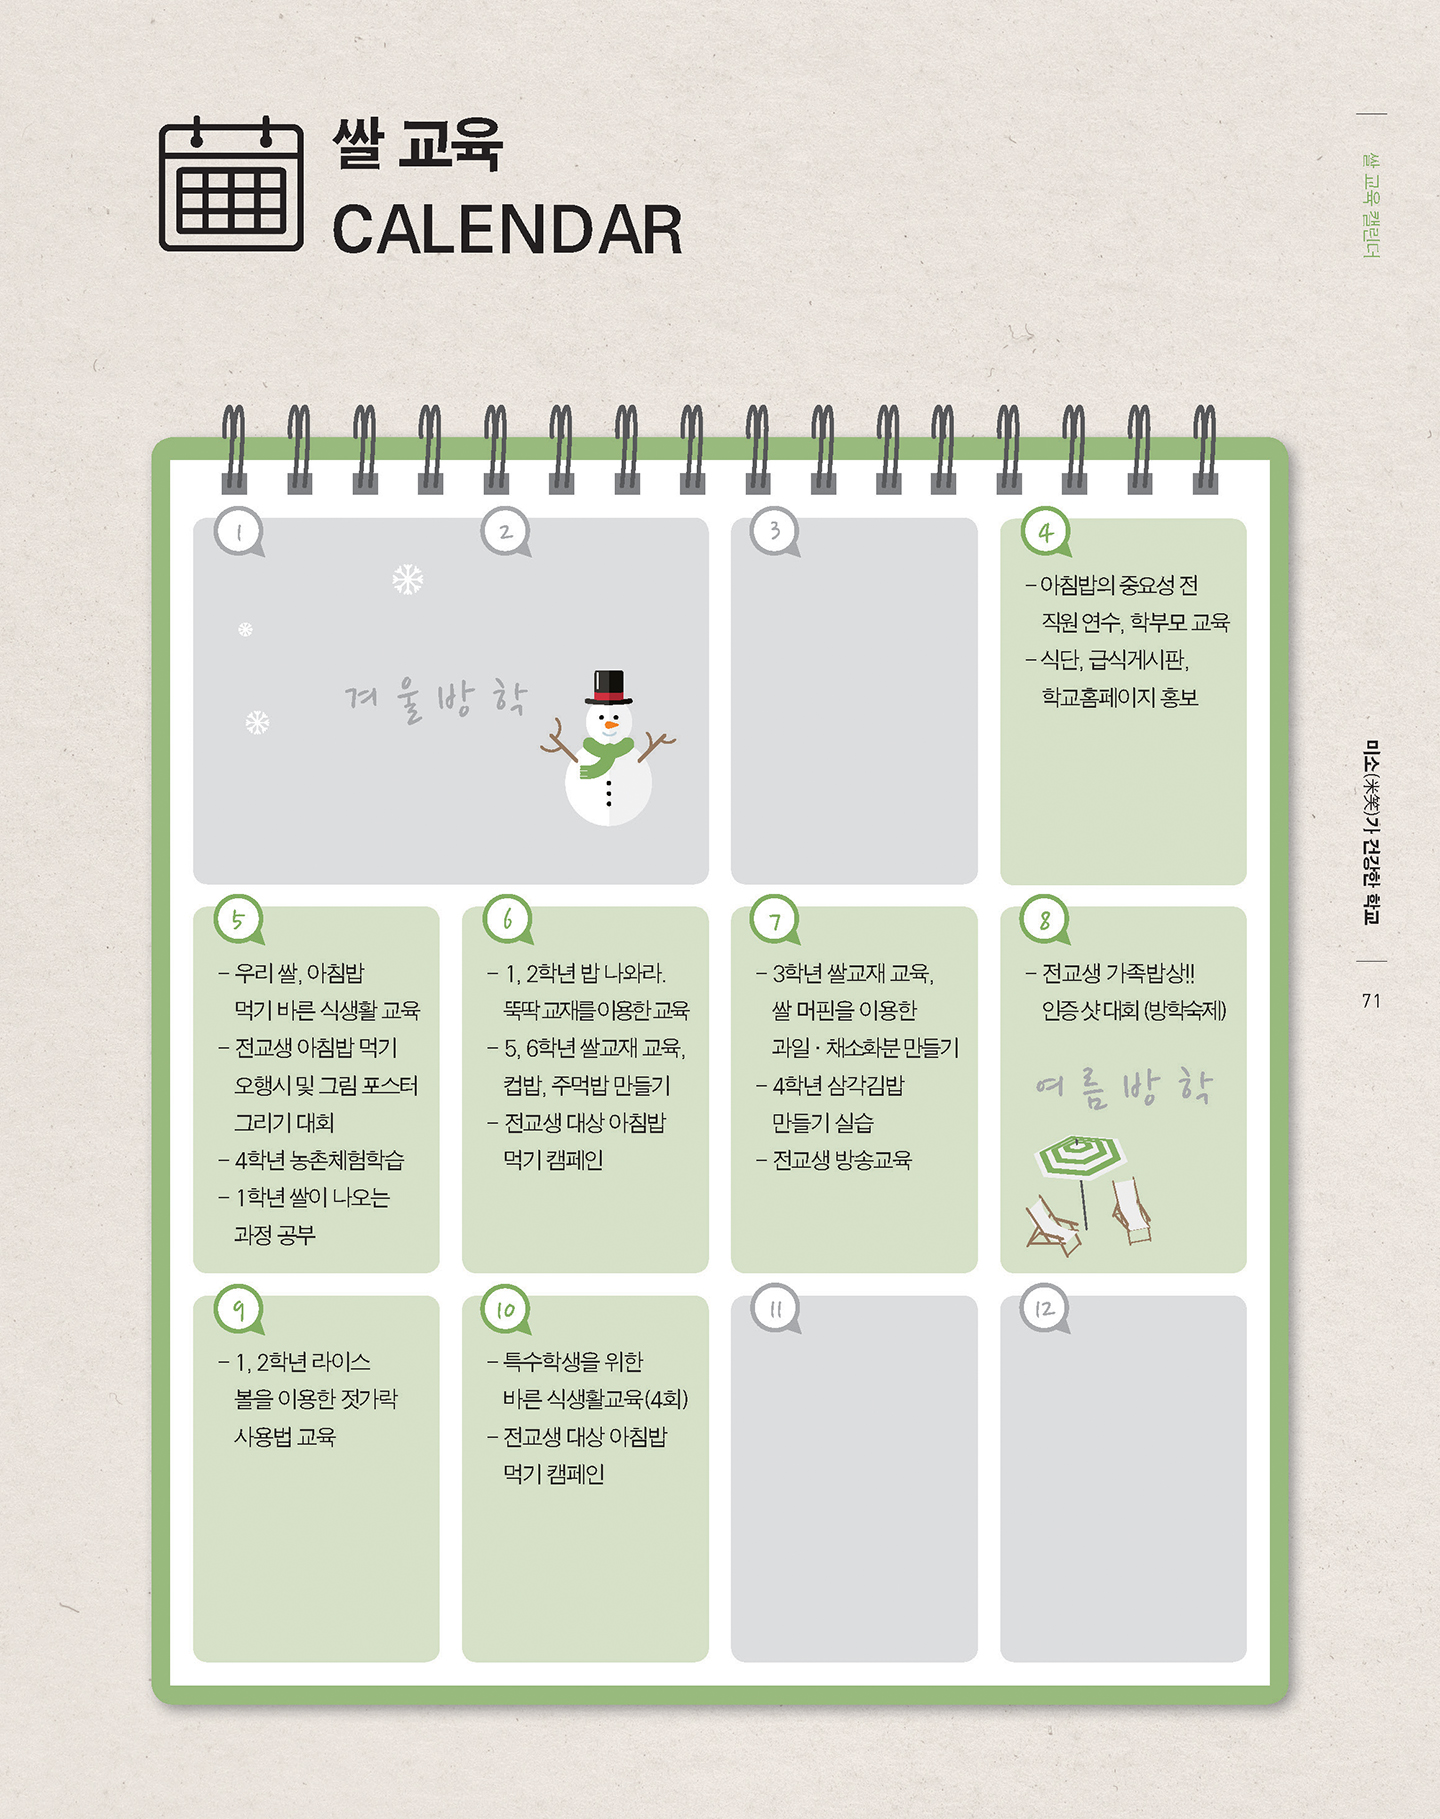 쌀 교육
CALENDAR
쌀 교육 캘린더
1
2
겨울방학
3
4
- 아침밥의 중요성 전
직원 연수, 학부모 교육
- 식단, 급식게시판,
학교홈페이지 홍보
5
- 우리 쌀, 아침밥
먹기 바른 식생활 교육
- 전교생 아침밥 먹기
오행시 및 그림 포스터
그리기 대회
- 4학년 농촌체험학습
- 1학년 쌀이 나오는
과정 공부
6
- 1, 2학년 밥 나와라.
뚝딱 교재를 이용한 교육
- 5, 6학년 쌀교재 교육,
컵밥, 주먹밥 만들기
- 전교생 대상 아침밥
먹기 캠페인
7
- 3학년 쌀교재 교육,
쌀 머핀을 이용한
과일 · 채소화분 만들기
- 4학년 삼각김밥
만들기 실습
- 전교생 방송교육
8
- 전교생 가족밥상!!
인증 샷 대회 (방학숙제)
여름방학
9
- 1, 2학년 라이스
볼을 이용한 젓가락
사용법 교육
10
- 특수학생을 위한
바른 식생활교육(4회)
- 전교생 대상 아침밥
먹기 캠페인
11
12
미소(米笑)가 건강한 학교
71